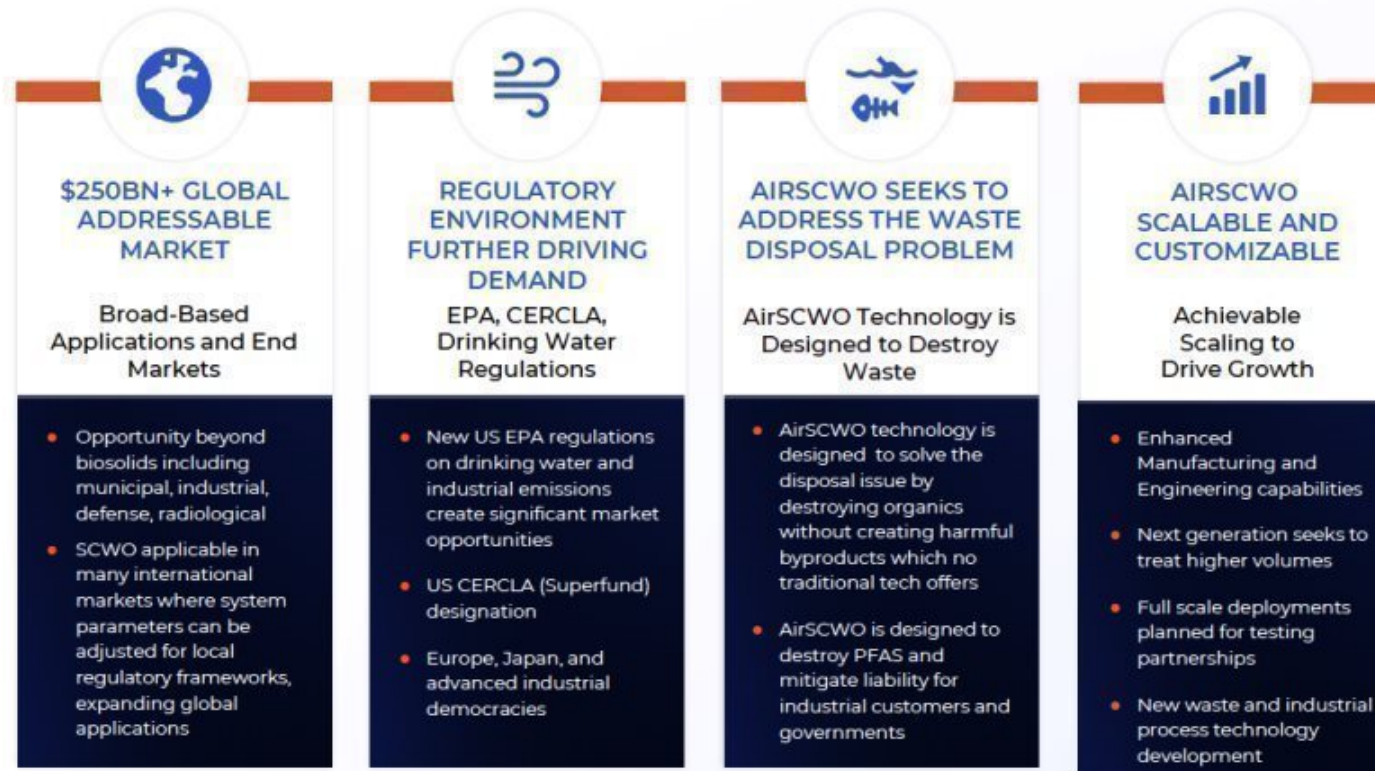 $250BN+ GLOBAL
ADDRESSABLE
MARKET
Broad-Based
Applications and End
Markets
• Opportunity beyond
biosolids including
municipal, industrial,
defense, radiological
• SCWO applicable in
many international
markets where system
parameters can be
adjusted for local
regulatory frameworks,
expanding global
applications
REGULATORY
ENVIRONMENT
FURTHER DRIVING
DEMAND
EPA, CERCLA,
Drinking Water
Regulations
• New US EPA regulations
on drinking water and
industrial emissions
create significant market
opportunities
• US CERCLA (Superfund)
designation
• Europe, Japan, and
advanced industrial
democracies
AIRSCWO SEEKS TO
ADDRESS THE WASTE
DISPOSAL PROBLEM
AirSCWO Technology is
Designed to Destroy
Waste
• AirSCWO technology is
designed to solve the
disposal issue by
destroying organics
without creating harmful
byproducts which no
traditional tech offers
• AirSCWO is designed to
destroy PFAS and
mitigate liability for
industrial customers and
governments
AIRSCWO
SCALABLE AND
CUSTOMIZABLE
Achievable
Scaling to
Drive Growth
• Enhanced
Manufacturing and
Engineering capabilities
• Next generation seeks to
treat higher volumes
• Full scale deployments
planned for testing
partnerships
• New waste and industrial
process technology
development